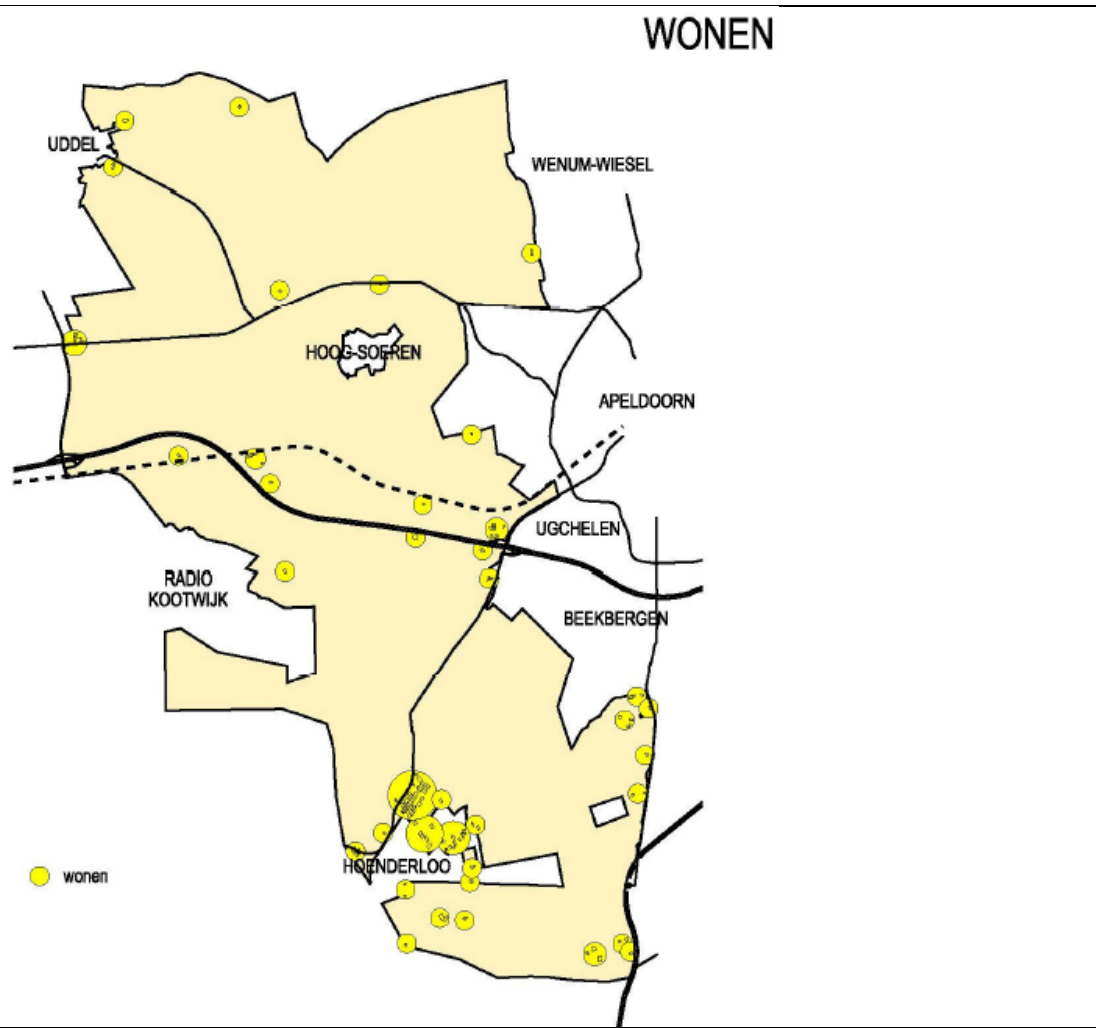 WONEN
UDDEL
WENUM-WIESEL
HOOG-SOEREN
APELDOORN
UGCHELEN
RADIO
KOOTWIJK
BEEKBERGEN
HOENDERLOO
wonen